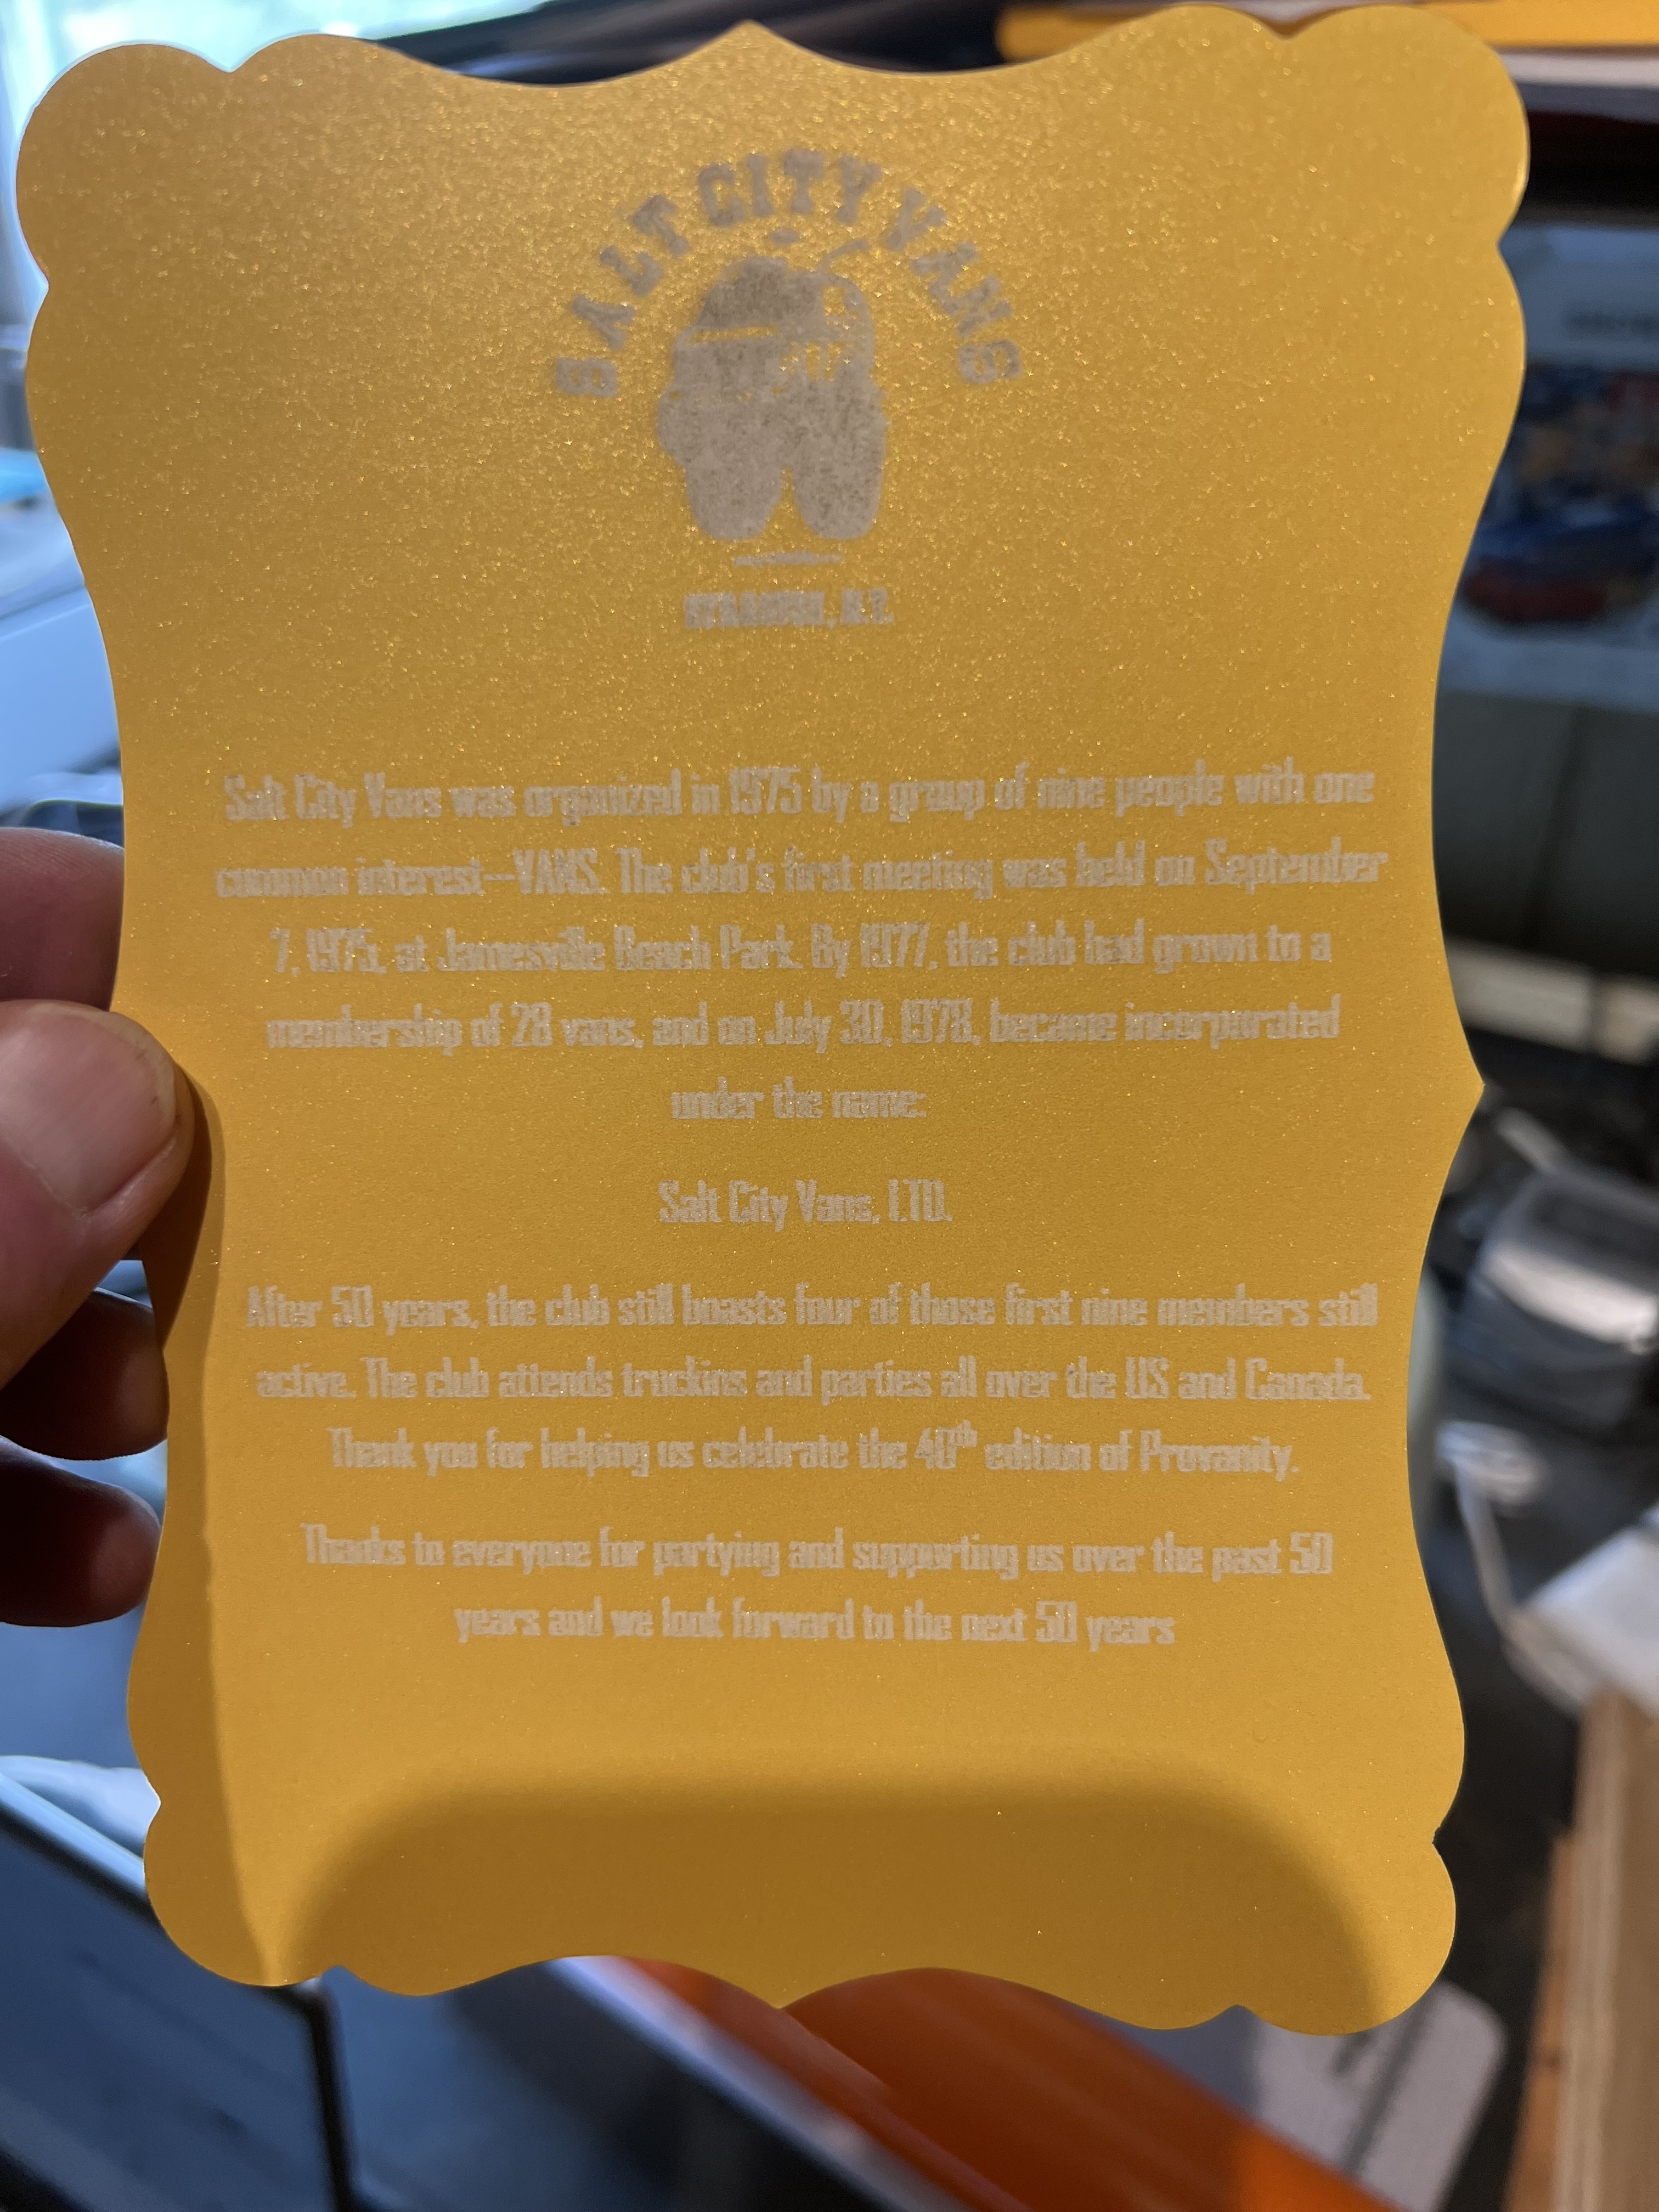 SALT CITY VANS
SYRACUSE, N.Y.
Salt City Vans was organized in 1975 by a group of nine people with one
common interest—VANS. The club's first meeting was held on September
7, 1975, at Jamesville Beach Park. By 1977, the club had grown to a
membership of 28 vans, and on July 30, 1978, became incorporated
under the name:
Salt City Vans, LTD.
After 50 years, the club still boasts four of those first nine members still
active. The club attends truckins and parties all over the US and Canada.
Thank you for helping us celebrate the 40th edition of Provanity.
Thanks to everyone for partying and supporting us over the past 50
years and we look forward to the next 50 years